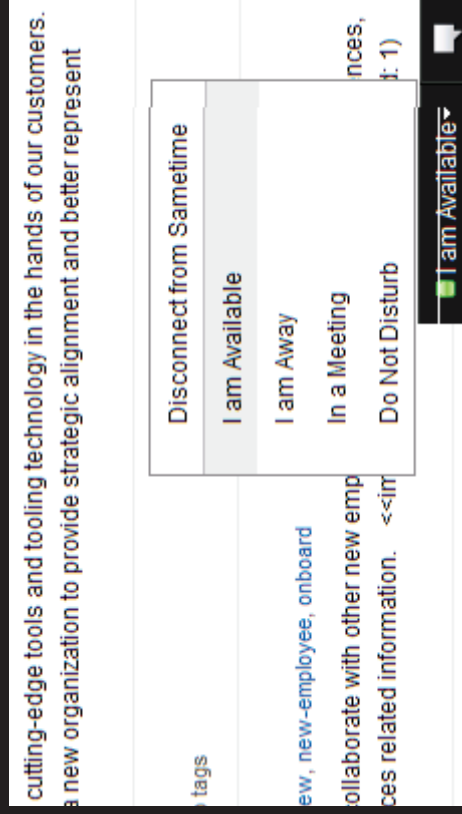 cutting-edge tools and tooling technology in the hands of our customers.
a new organization to provide strategic alignment and better represent
tags
Disconnect from Sametime
I am Available
I am Away
In a Meeting
Do Not Disturb
ew, new-employee, onboard
ollaborate with other new emp
nces,
ces related information. <<im
d: 1)
I am Available